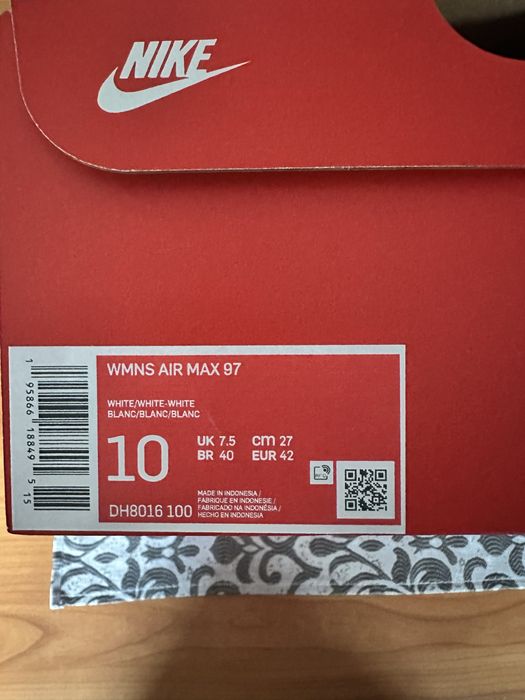 NIKE
WMNS AIR MAX 97
WHITE/WHITE-WHITE
BLANC/BLANC/BLANC
10
UK 7.5 cm 27
BR 40 EUR 42
DH8016 100
MADE IN INDONESIA /
FABRIQUE EN INDONESIE /
FABRICADO NA INDONÉSIA /
HECHO EN INDONESIA
1 95866 18849 5 15